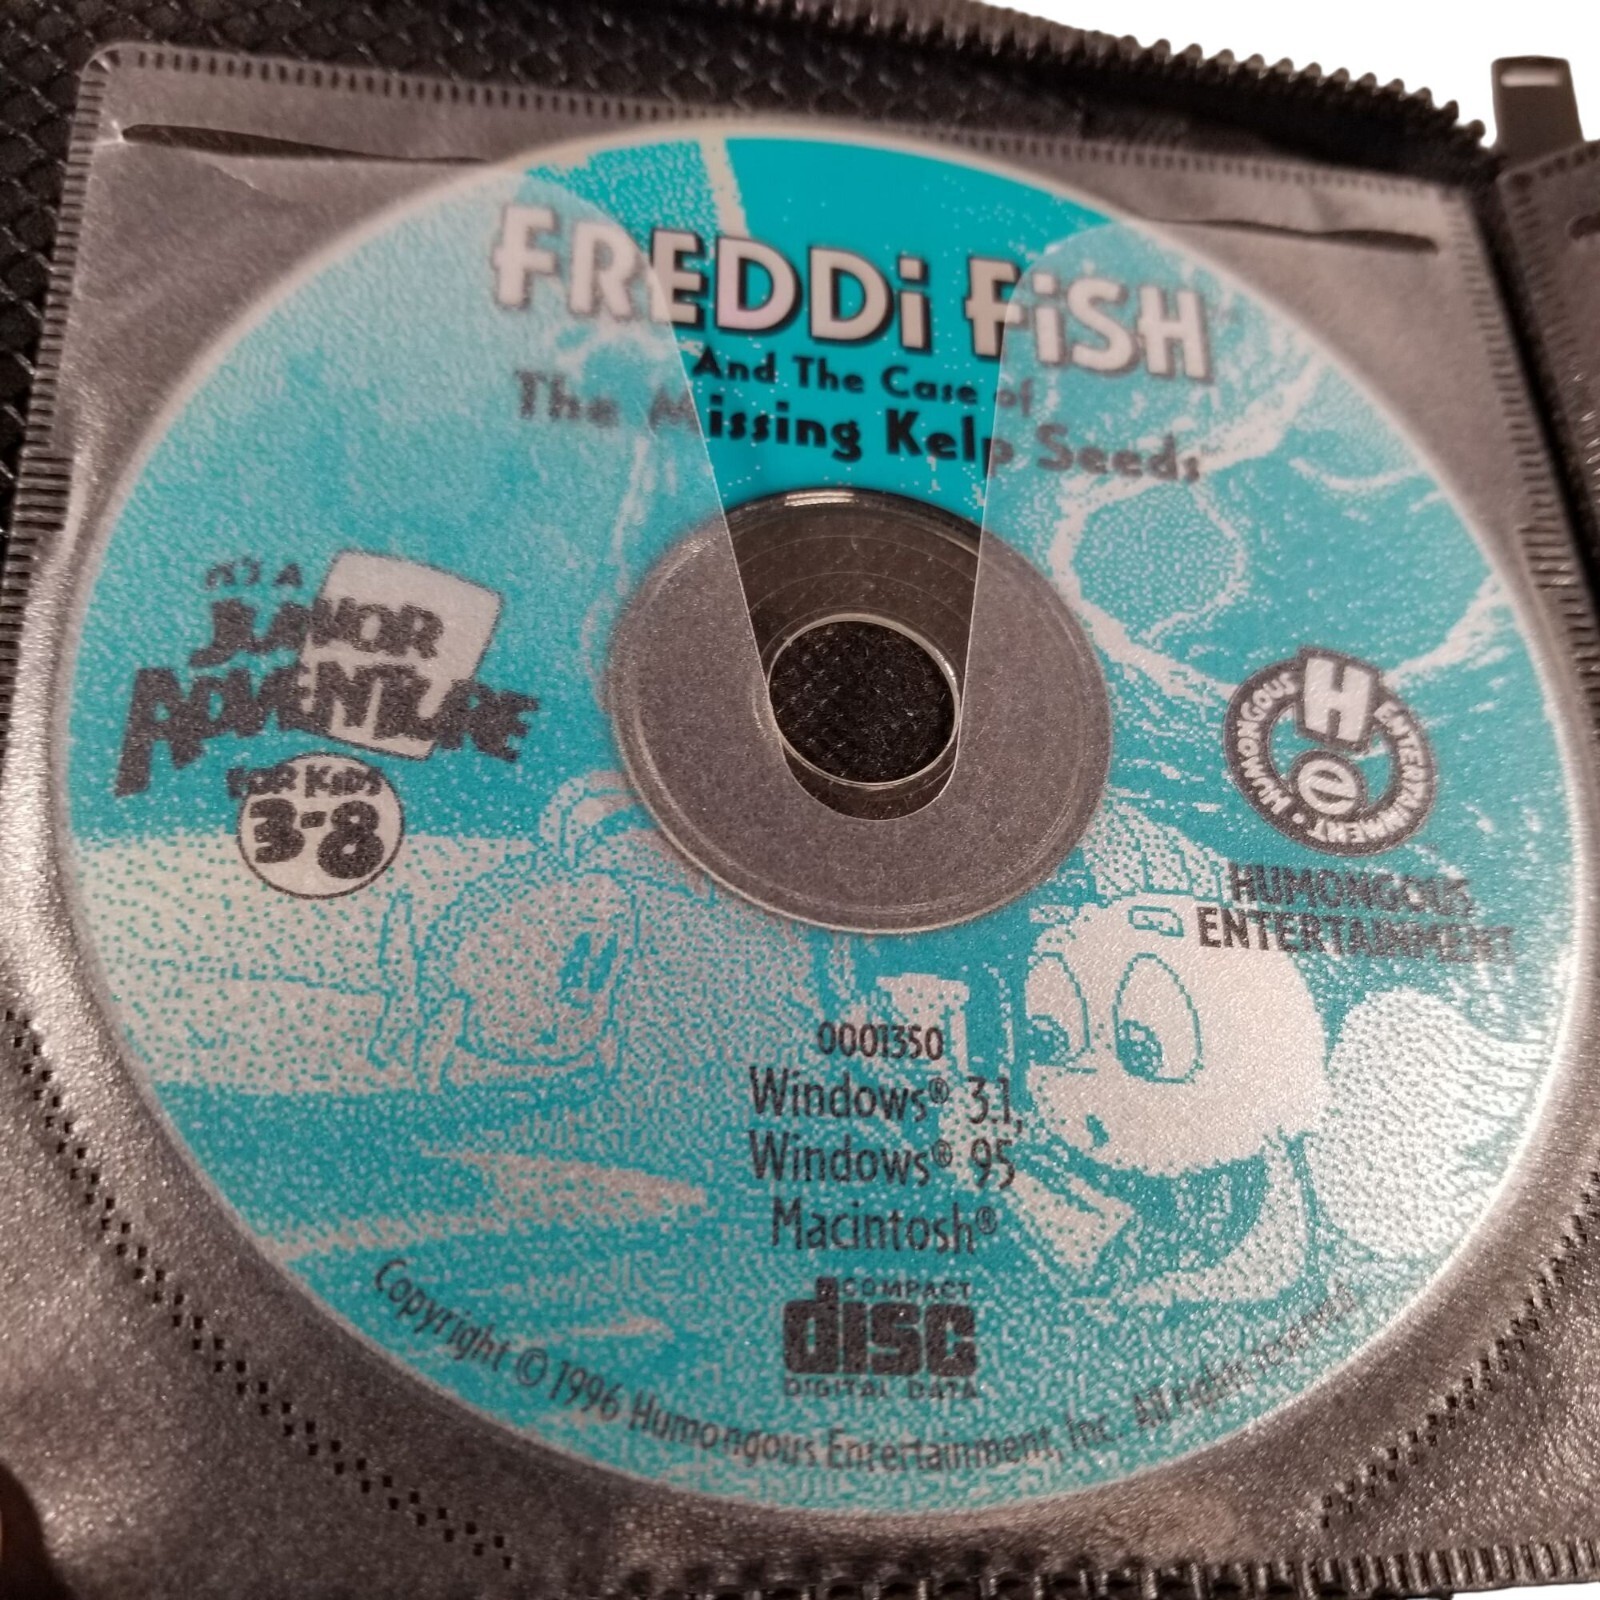 FREDDi FiSH
And The Case of
The Missing Kelp Seeds
IT'S A
JUNIOR
ADVENTURE
FOR KIDS
3-8
HUMONGOUS ENTERTAINMENT •
H
e
HUMONGOUS
ENTERTAINMENT
0001350
Windows® 3.1,
Windows® 95
Macintosh®
COMPACT
disc
DIGITAL DATA
Copyright © 1996 Humongous Entertainment, Inc. All rights reserved.